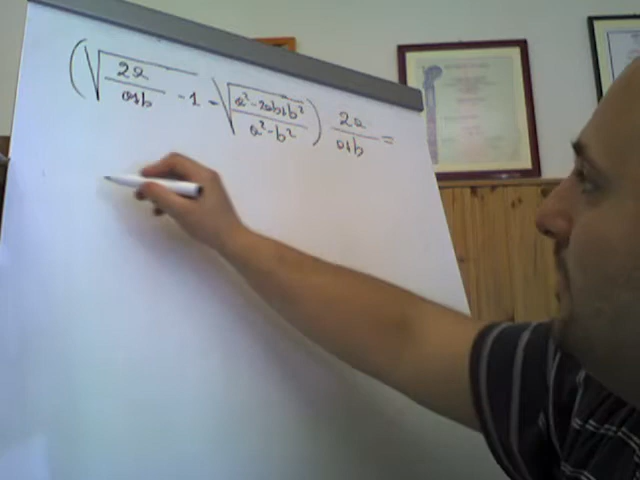 (√(2a/(a+b) - 1) - √((a²-2ab+b²)/(a²-b²))) 2a/(a+b) =